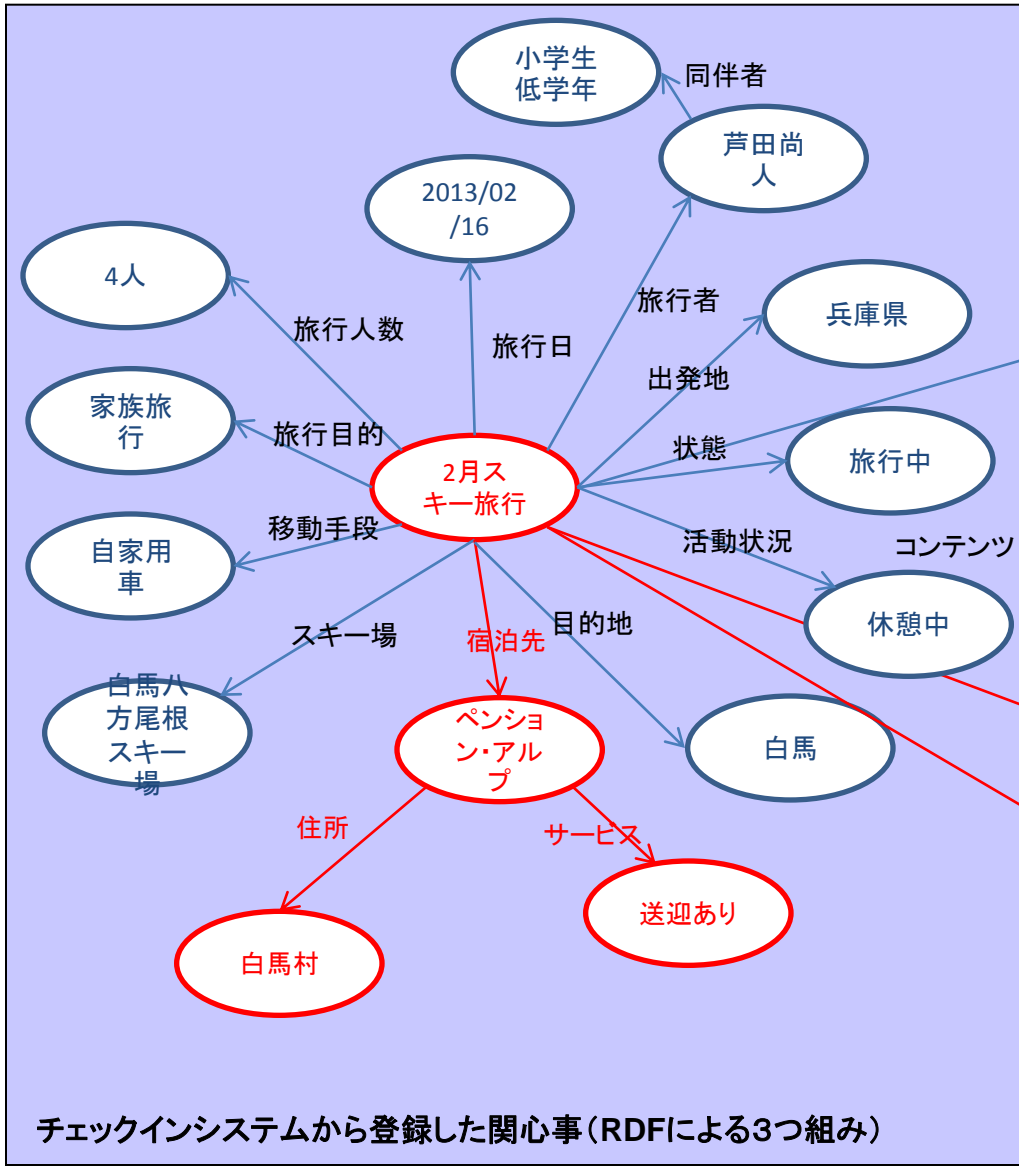 小学生
低学年
同伴者
芦田尚
人
2013/02
/16
4人
旅行人数
旅行日
旅行者
兵庫県
出発地
家族旅
行
旅行目的
2月ス
キー旅行
状態
旅行中
移動手段
自家用
車
活動状況
コンテンツ
休憩中
スキー場
宿泊先
目的地
白馬八
方尾根
スキー
場
ペンショ
ン・アル
プ
白馬
住所
サービス
送迎あり
白馬村
チェックインシステムから登録した関心事(RDFによる3つ組み)